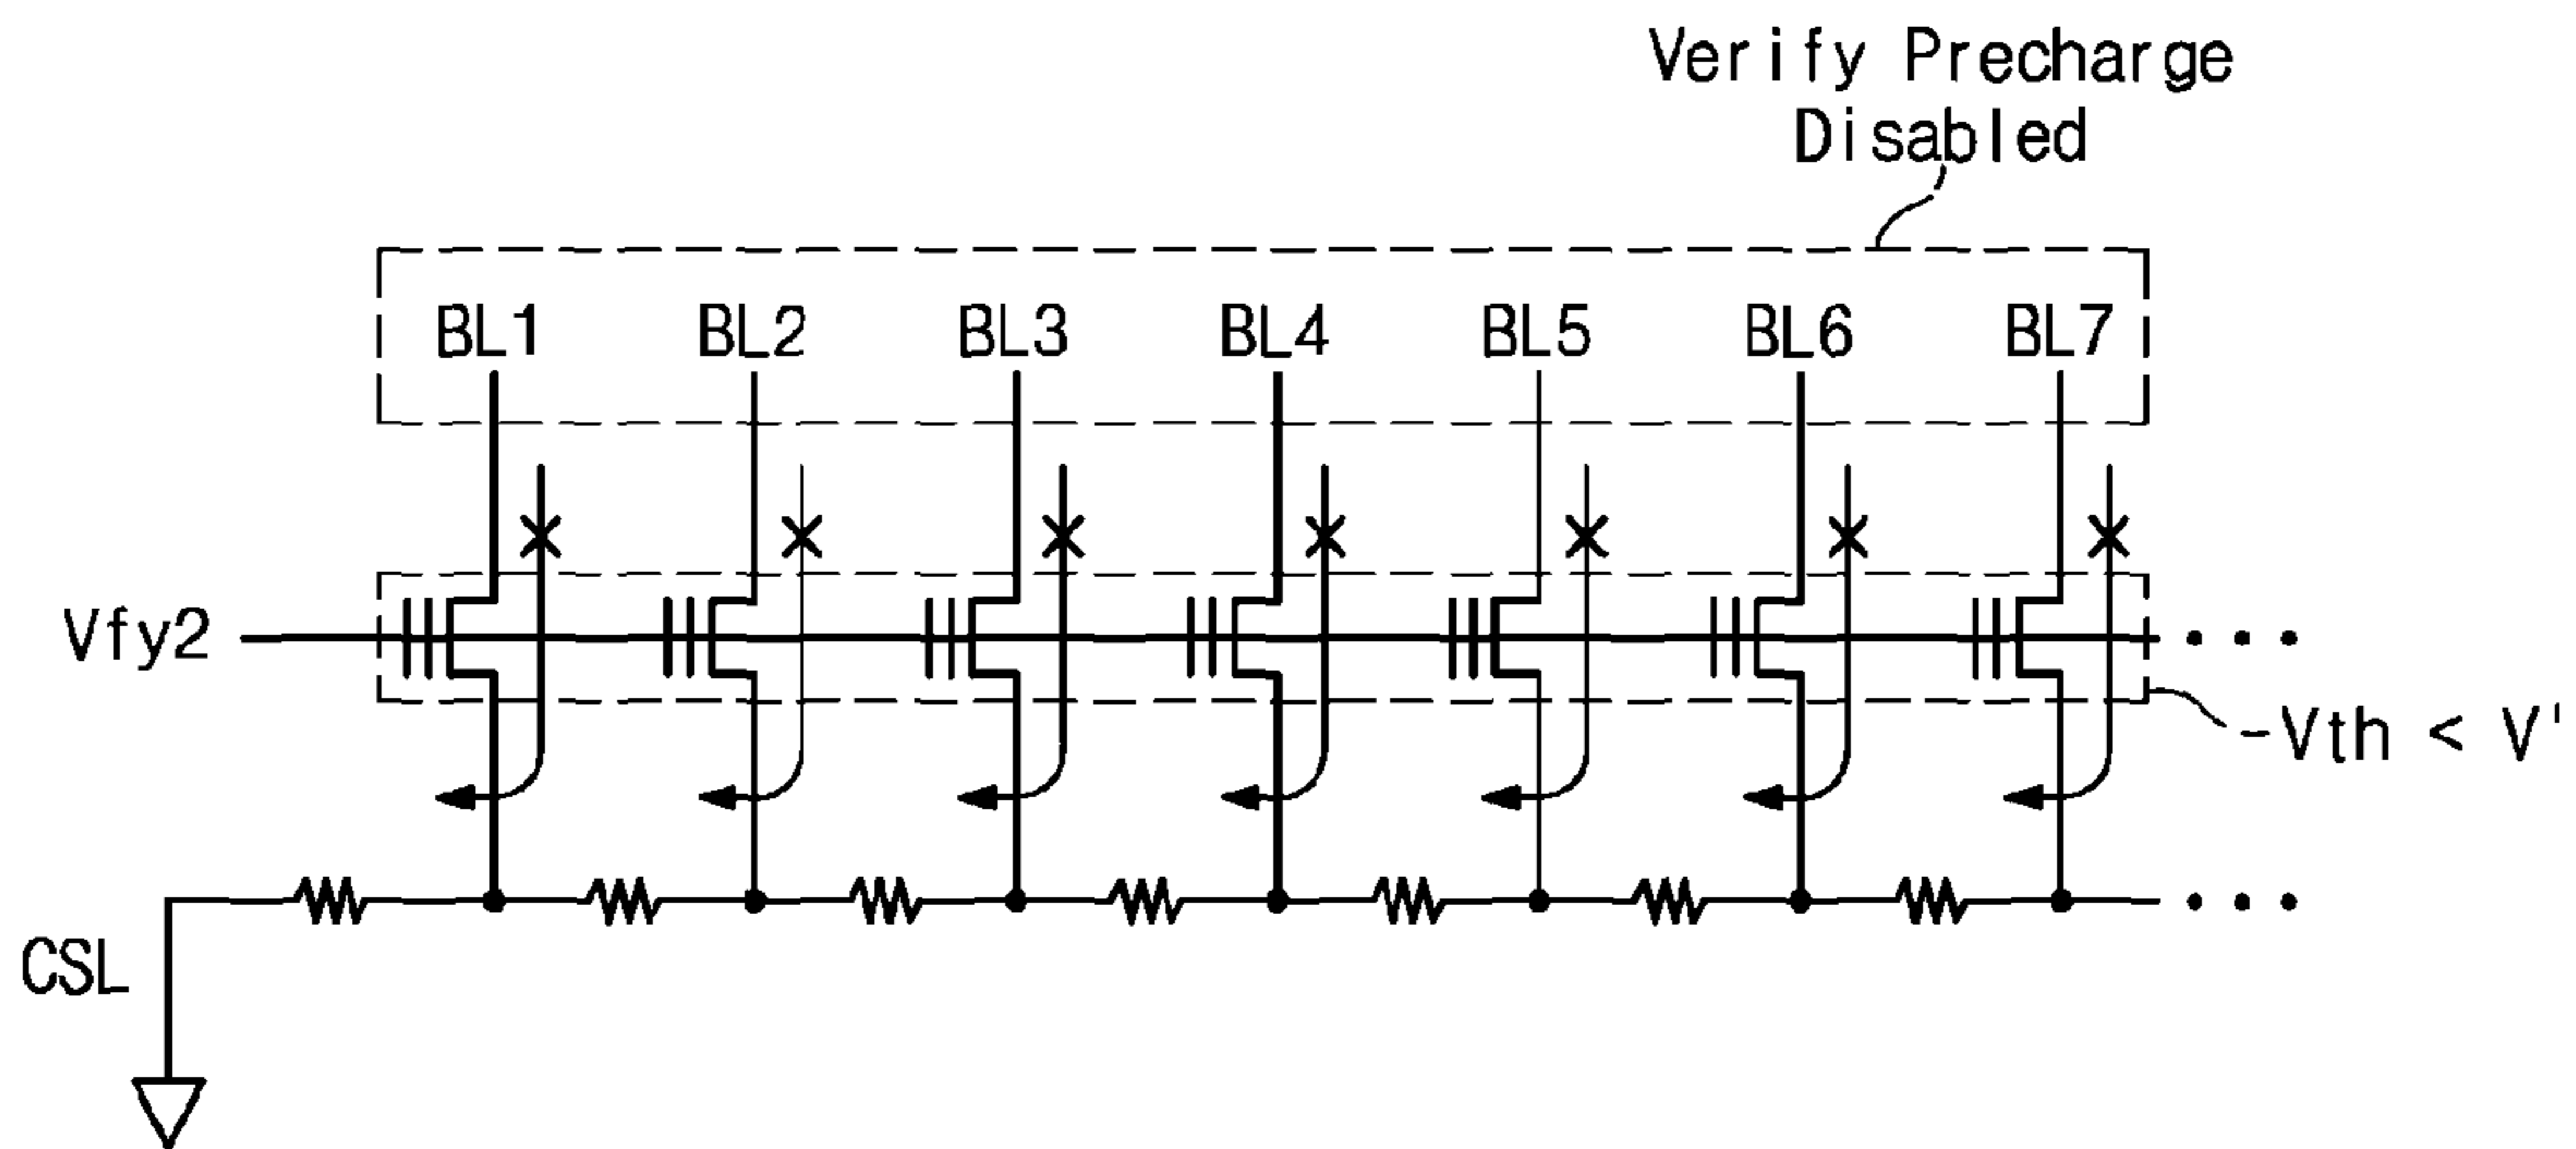 Verify Precharge
Disabled
BL1 BL2 BL3 BL4 BL5 BL6 BL7
Vfy2
Vth < V'
CSL